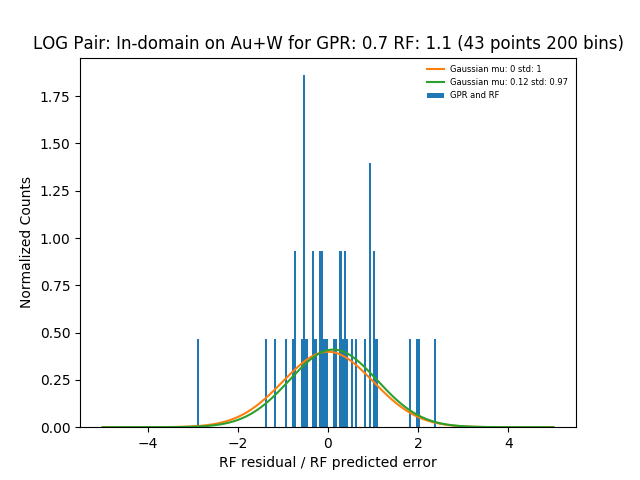 LOG Pair: In-domain on Au+W for GPR: 0.7 RF: 1.1 (43 points 200 bins)
Gaussian mu: 0 std: 1
Gaussian mu: 0.12 std: 0.97
GPR and RF
Normalized Counts
1.75
1.50
1.25
1.00
0.75
0.50
0.25
0.00
−4
−2
0
2
4
RF residual / RF predicted error